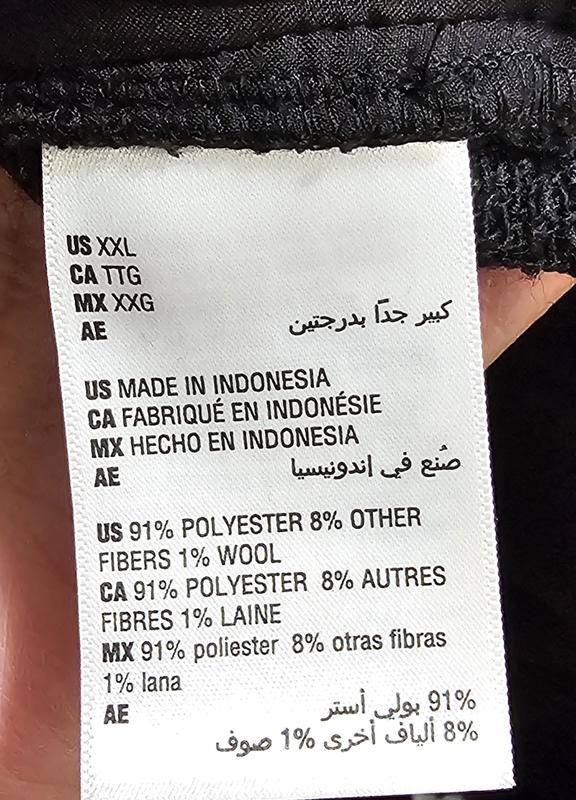 US XXL
CA TTG
MX XXG
AE كبير جدًا بدرجتين
US MADE IN INDONESIA
CA FABRIQUÉ EN INDONÉSIE
MX HECHO EN INDONESIA
AE صُنع في إندونيسيا
US 91% POLYESTER 8% OTHER
FIBERS 1% WOOL
CA 91% POLYESTER 8% AUTRES
FIBRES 1% LAINE
MX 91% poliester 8% otras fibras
1% lana
AE 91% بولي أستر
8% ألياف أخرى 1% صوف